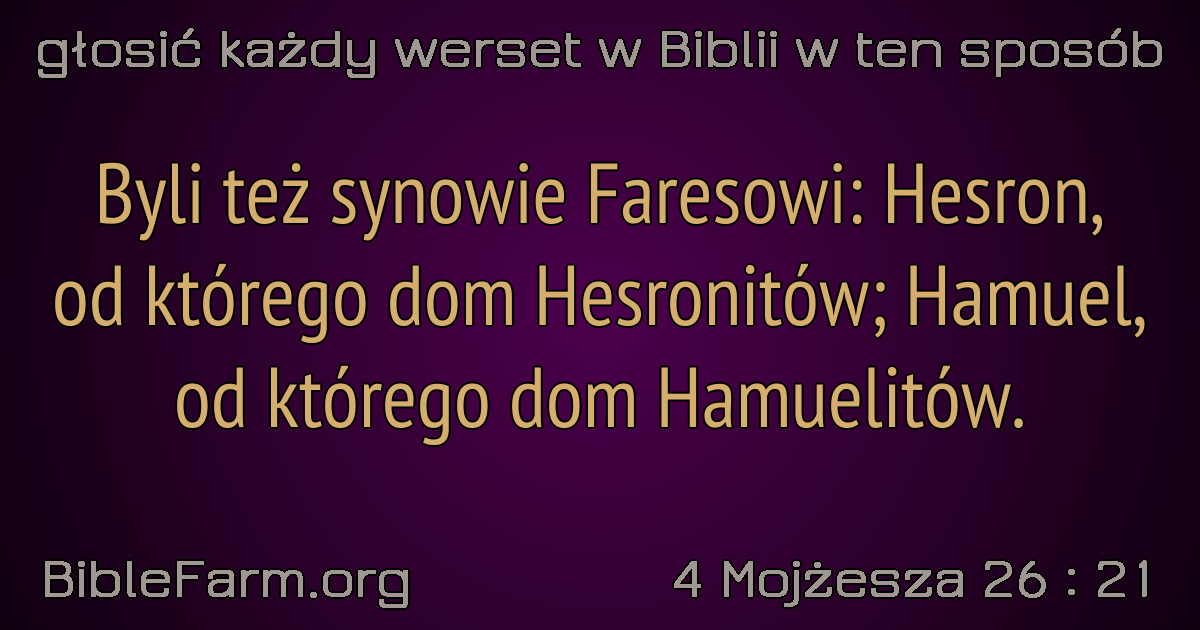 głosić każdy werset w Biblii w ten sposób
Byli też synowie Faresowi: Hesron,
od którego dom Hesronitów; Hamuel,
od którego dom Hamuelitów.
BibleFarm.org
4 Mojżesza 26 : 21